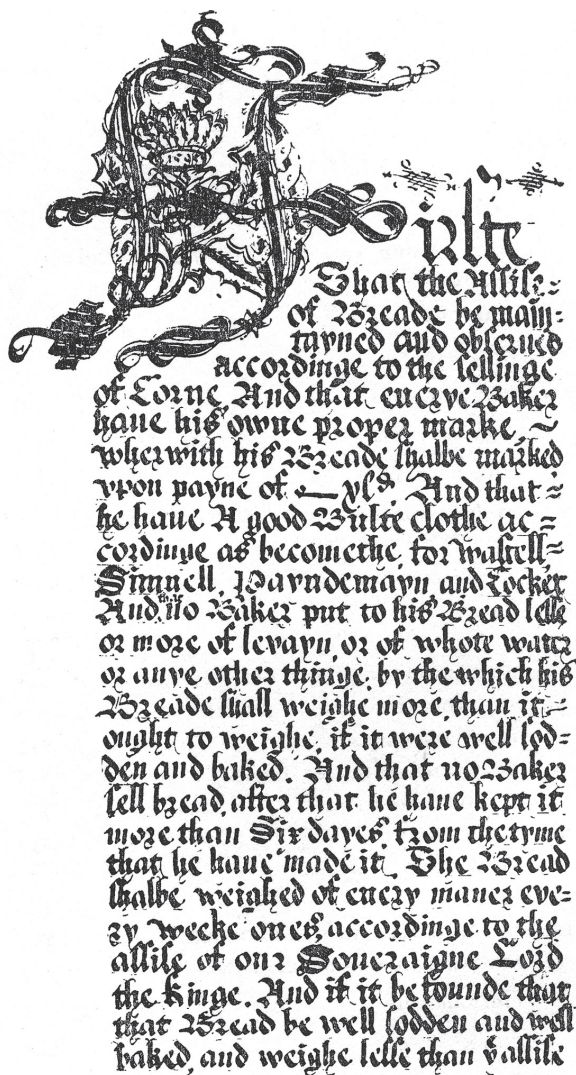 Firste
That the Assise=
of Breade be main=
tayned and obserued
accordinge to the sellinge
of Corne And that euerye Baker
haue his owne proper marke ~
wherwith his Breade shalbe marked
vpon payne of And that=
he haue A good Bulte clothe ac=
cordinge as becomethe, for wastell=
Simnell, Payndemayn and Cocket
And that no Baker put to his Bread lesse
or more of levayn, or of whote water
or anye other thinge, by the which his
Breade shall weighe more, than it
ought to weighe, if it were well sod=
den and baked. And that no Baker
sell bread, after that he haue kept it
more than Six dayes from the tyme
that he haue made it. The Bread
shalbe weighed of euery maner eve=
ry weeke ones accordinge to the
assise of our Soueraigne Lord
the Kinge. And if it be founde that
that Bread be well sodden and well
baked, and weighe lesse than ye assise